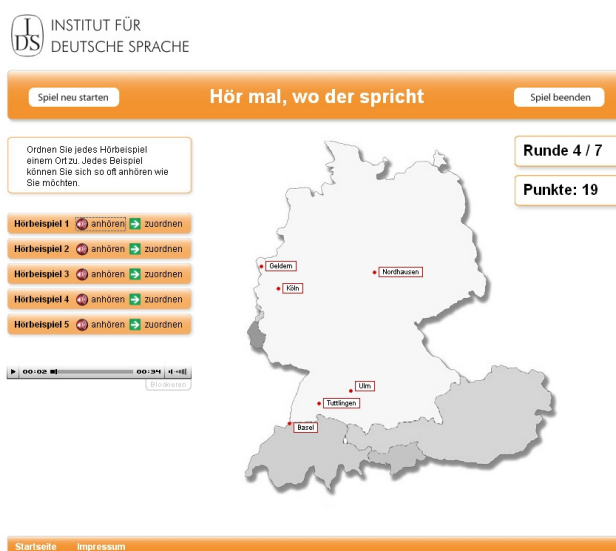 IDS
INSTITUT FÜR
DEUTSCHE SPRACHE
Spiel neu starten
Hör mal, wo der spricht
Spiel beenden
Ordnen Sie jedes Hörbeispiel
einem Ort zu. Jedes Beispiel
können Sie sich so oft anhören wie
Sie möchten.
Runde 4 / 7
Punkte: 19
Hörbeispiel 1 anhören zuordnen
Hörbeispiel 2 anhören zuordnen
Hörbeispiel 3 anhören zuordnen
Hörbeispiel 4 anhören zuordnen
Hörbeispiel 5 anhören zuordnen
00:02 00:34
Blockieren
Geldern
Nordhausen
Köln
Ulm
Tuttlingen
Basel
Startseite Impressum